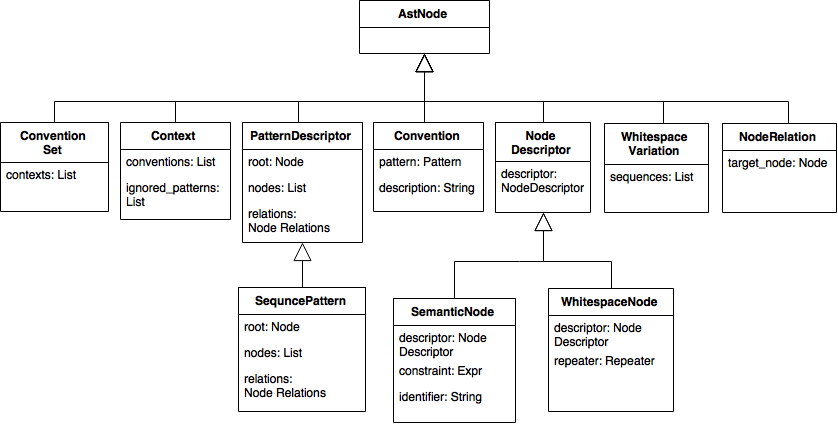 AstNode
Convention
Set
contexts: List
Context
conventions: List
ignored_patterns:
List
PatternDescriptor
root: Node
nodes: List
relations:
Node Relations
Convention
pattern: Pattern
description: String
Node
Descriptor
descriptor:
NodeDescriptor
Whitespace
Variation
sequences: List
NodeRelation
target_node: Node
SequncePattern
root: Node
nodes: List
relations:
Node Relations
SemanticNode
descriptor: Node
Descriptor
constraint: Expr
identifier: String
WhitespaceNode
descriptor: Node
Descriptor
repeater: Repeater